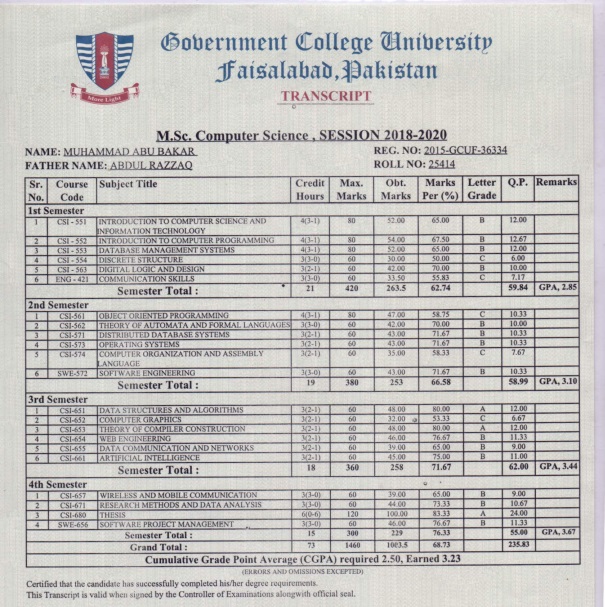 Government College University
Faisalabad, Pakistan
TRANSCRIPT
More Light
M.Sc. Computer Science , SESSION 2018-2020
NAME: MUHAMMAD ABU BAKAR REG. NO: 2015-GCUF-36334
FATHER NAME: ABDUL RAZZAQ ROLL NO: 25414
Sr. No. Course Code Subject Title Credit Hours Max. Marks Obt. Marks Marks Per (%) Letter Grade Q.P. Remarks
1st Semester
1 CSI - 551 INTRODUCTION TO COMPUTER SCIENCE AND 4(3-1) 80 52.00 65.00 B 12.00
INFORMATION TECHNOLOGY
2 CSI - 552 INTRODUCTION TO COMPUTER PROGRAMMING 4(3-1) 80 54.00 67.50 B 12.67
3 CSI - 553 DATABASE MANAGEMENT SYSTEMS 4(3-1) 80 52.00 65.00 B 12.00
4 CSI - 554 DISCRETE STRUCTURE 3(3-0) 60 30.00 50.00 C 6.00
5 CSI - 563 DIGITAL LOGIC AND DESIGN 3(2-1) 60 42.00 70.00 B 10.00
6 ENG - 421 COMMUNICATION SKILLS 3(3-0) 60 33.50 55.83 C 7.17
Semester Total : 21 420 263.5 62.74 59.84 GPA, 2.85
2nd Semester
1 CSI-561 OBJECT ORIENTED PROGRAMMING 4(3-1) 80 47.00 58.75 C 10.33
2 CSI-562 THEORY OF AUTOMATA AND FORMAL LANGUAGES 3(3-0) 60 42.00 70.00 B 10.00
3 CSI-571 DISTRIBUTED DATABASE SYSTEMS 3(2-1) 60 43.00 71.67 B 10.33
4 CSI-573 OPERATING SYSTEMS 3(2-1) 60 43.00 71.67 B 10.33
5 CSI-574 COMPUTER ORGANIZATION AND ASSEMBLY 3(2-1) 60 35.00 58.33 C 7.67
LANGUAGE
6 SWE-572 SOFTWARE ENGINEERING 3(3-0) 60 43.00 71.67 B 10.33
Semester Total : 19 380 253 66.58 58.99 GPA, 3.10
3rd Semester
1 CSI-651 DATA STRUCTURES AND ALGORITHMS 3(2-1) 60 48.00 80.00 A 12.00
2 CSI-652 COMPUTER GRAPHICS 3(2-1) 60 32.00 53.33 C 6.67
3 CSI-653 THEORY OF COMPILER CONSTRUCTION 3(2-1) 60 48.00 80.00 A 12.00
4 CSI-654 WEB ENGINEERING 3(2-1) 60 46.00 76.67 B 11.33
5 CSI-655 DATA COMMUNICATION AND NETWORKS 3(2-1) 60 39.00 65.00 B 9.00
6 CSI-661 ARTIFICIAL INTELLIGENCE 3(2-1) 60 45.00 75.00 B 11.00
Semester Total : 18 360 258 71.67 62.00 GPA, 3.44
4th Semester
1 CSI-657 WIRELESS AND MOBILE COMMUNICATION 3(3-0) 60 39.00 65.00 B 9.00
2 CSI-671 RESEARCH METHODS AND DATA ANALYSIS 3(3-0) 60 44.00 73.33 B 10.67
3 CSI-680 THESIS 6(0-6) 120 100.00 83.33 A 24.00
4 SWE-656 SOFTWARE PROJECT MANAGEMENT 3(3-0) 60 46.00 76.67 B 11.33
Semester Total : 15 300 229 76.33 55.00 GPA, 3.67
Grand Total : 73 1460 1003.5 68.73 235.83
Cumulative Grade Point Average (CGPA) required 2.50, Earned 3.23
(ERRORS AND OMISSIONS EXCEPTED)
Certified that the candidate has successfully completed his/her degree requirements.
This Transcript is valid when signed by the Controller of Examinations alongwith official seal.